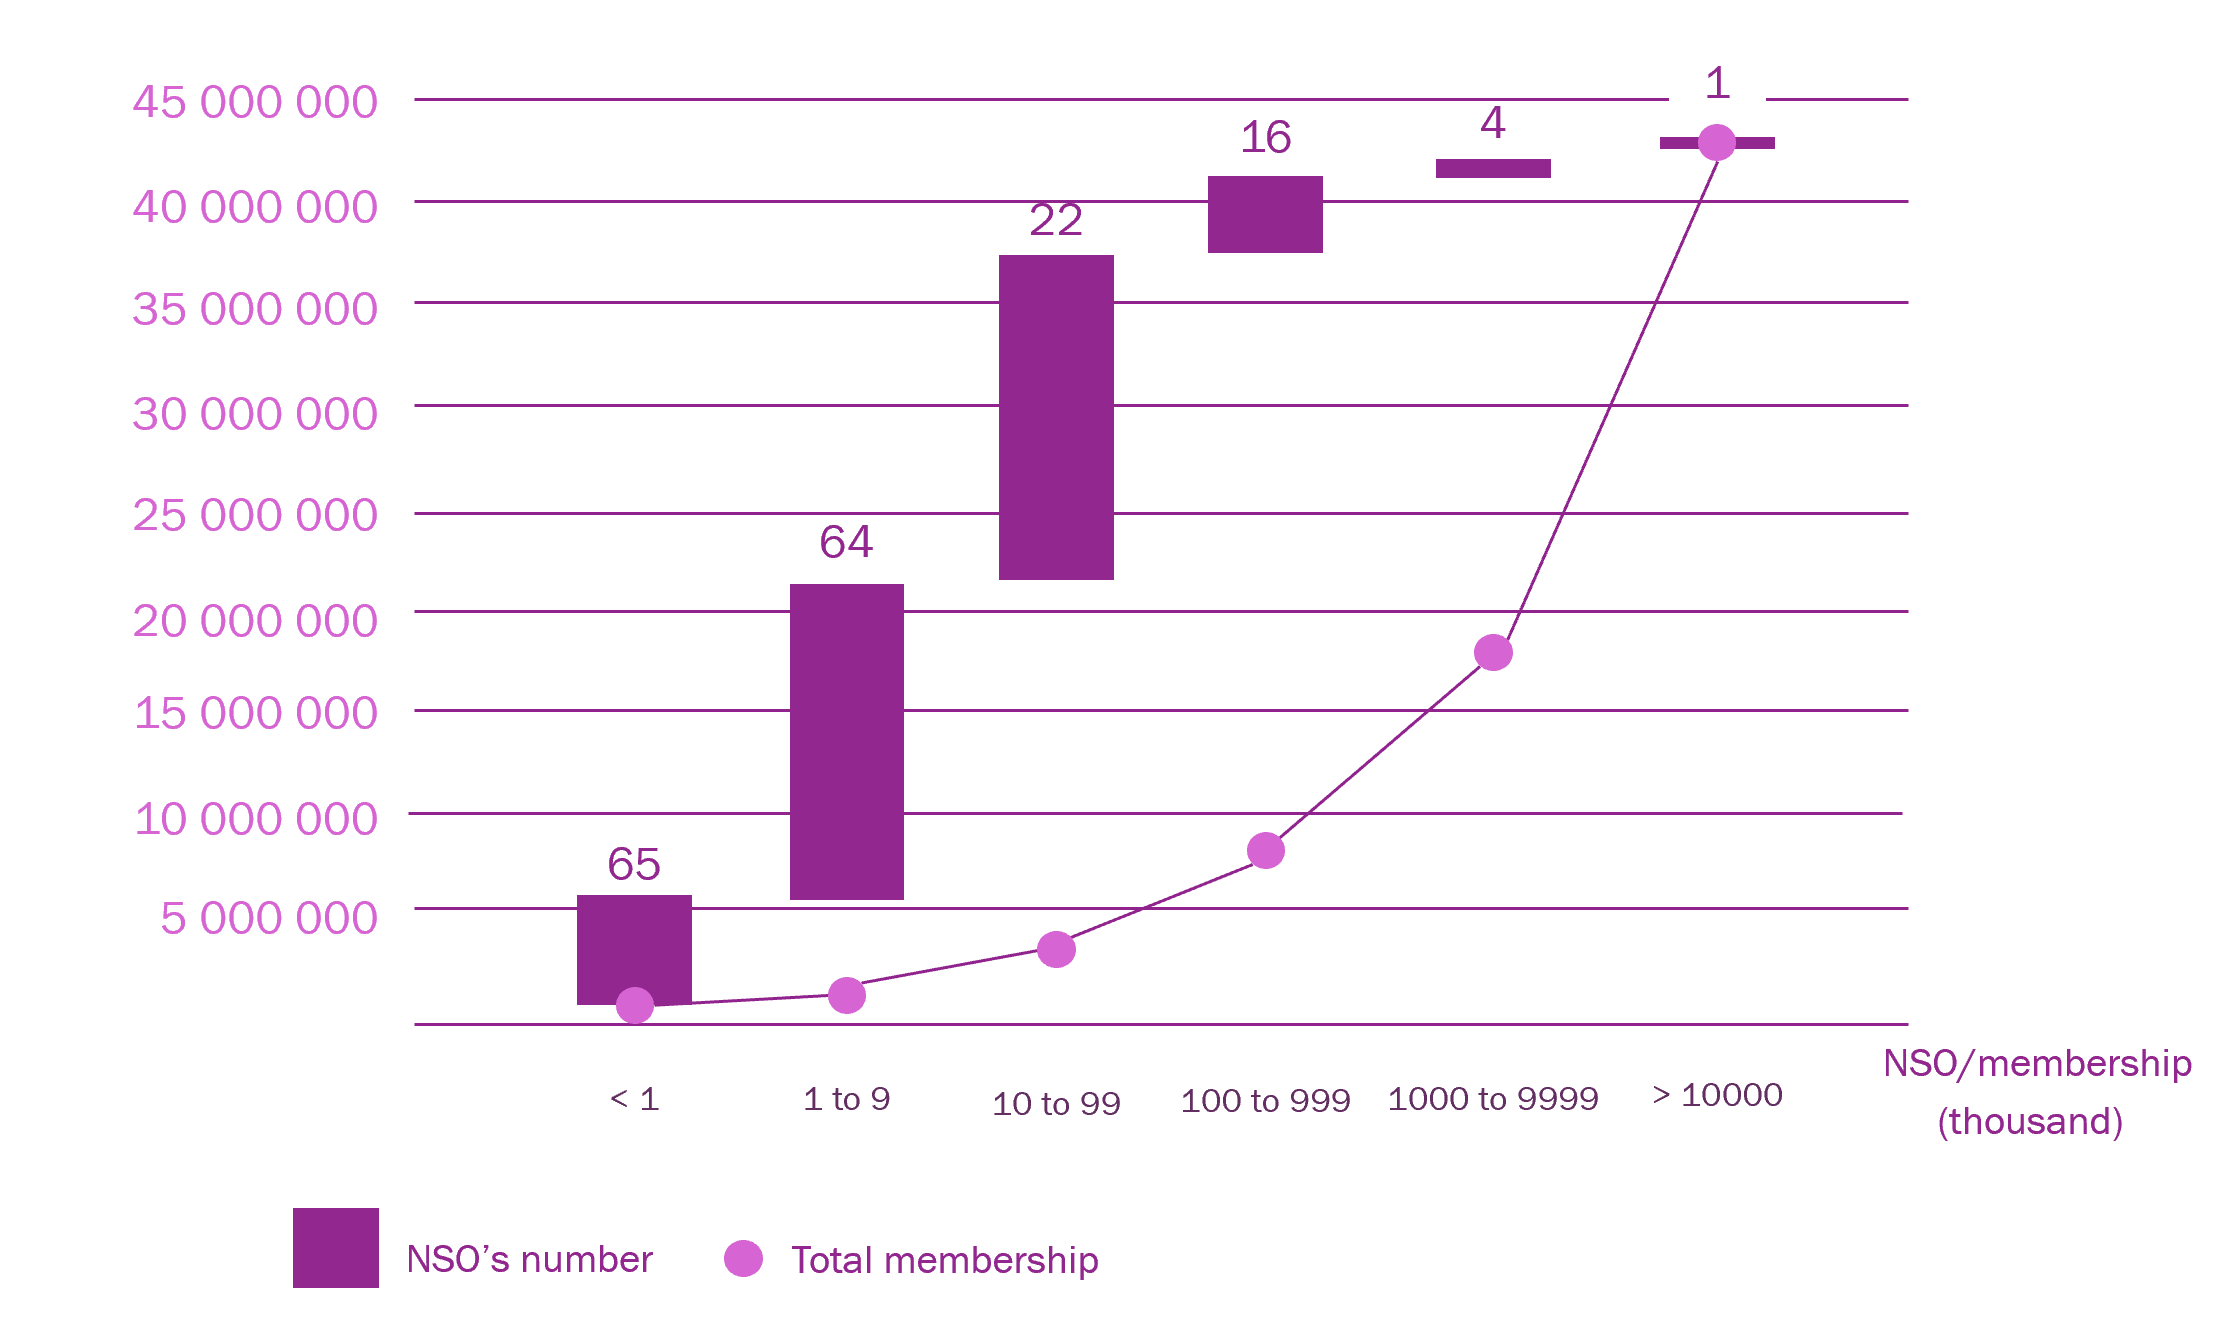 45 000 000
40 000 000
35 000 000
30 000 000
25 000 000
20 000 000
15 000 000
10 000 000
5 000 000
65
64
22
16
4
1
< 1
1 to 9
10 to 99
100 to 999
1000 to 9999
> 10000
NSO/membership
(thousand)
NSO’s number
Total membership